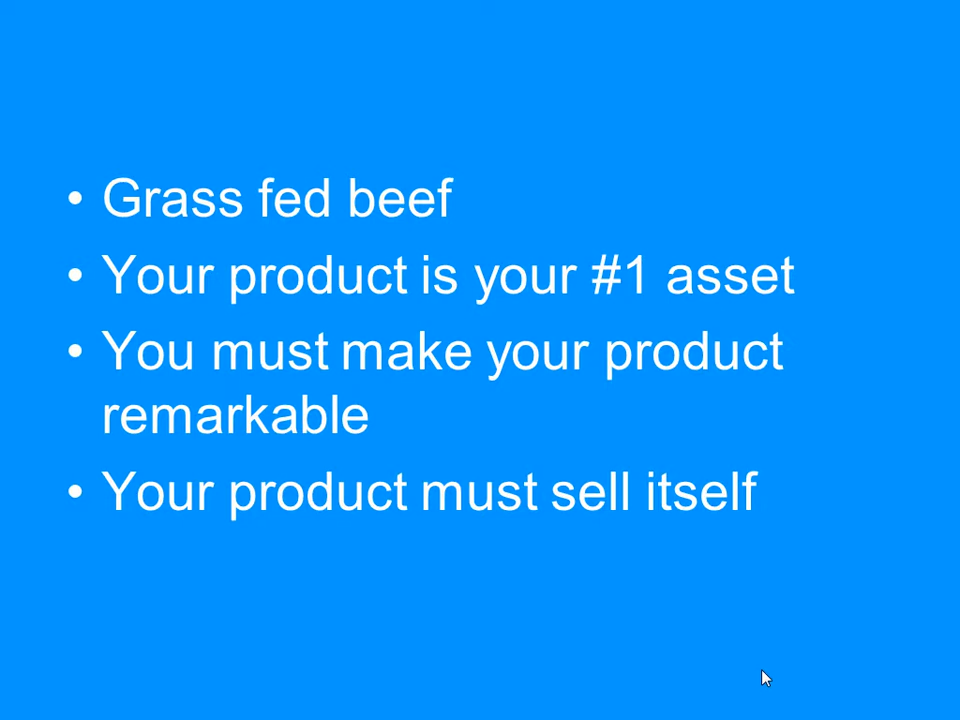 • Grass fed beef
• Your product is your #1 asset
• You must make your product
remarkable
• Your product must sell itself